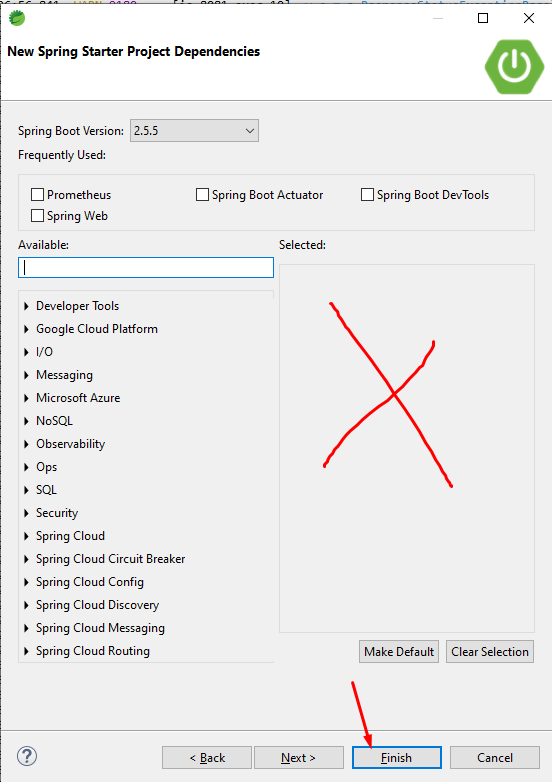 New Spring Starter Project Dependencies
Spring Boot Version: 2.5.5
Frequently Used:
Prometheus Spring Boot Actuator Spring Boot DevTools
Spring Web
Available: Selected:
Developer Tools
Google Cloud Platform
I/O
Messaging
Microsoft Azure
NoSQL
Observability
Ops
SQL
Security
Spring Cloud
Spring Cloud Circuit Breaker
Spring Cloud Config
Spring Cloud Discovery
Spring Cloud Messaging
Spring Cloud Routing
Make Default Clear Selection
? < Back Next > Finish Cancel